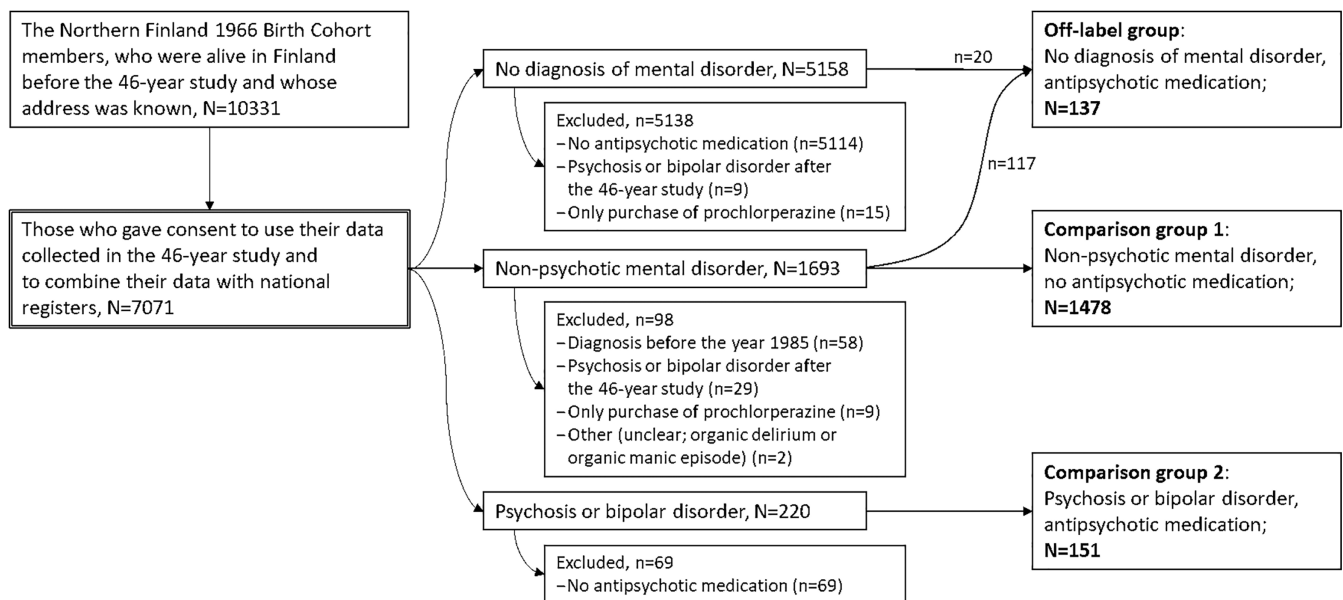 The Northern Finland 1966 Birth Cohort
members, who were alive in Finland
before the 46-year study and whose
address was known, N=10331
Those who gave consent to use their data
collected in the 46-year study and
to combine their data with national
registers, N=7071
No diagnosis of mental disorder, N=5158
Excluded, n=5138
–No antipsychotic medication (n=5114)
–Psychosis or bipolar disorder after
the 46-year study (n=9)
–Only purchase of prochlorperazine (n=15)
Non-psychotic mental disorder, N=1693
Excluded, n=98
–Diagnosis before the year 1985 (n=58)
–Psychosis or bipolar disorder after
the 46-year study (n=29)
–Only purchase of prochlorperazine (n=9)
–Other (unclear; organic delirium or
organic manic episode) (n=2)
Psychosis or bipolar disorder, N=220
Excluded, n=69
–No antipsychotic medication (n=69)
n=20
n=117
Off-label group:
No diagnosis of mental disorder,
antipsychotic medication;
N=137
Comparison group 1:
Non-psychotic mental disorder,
no antipsychotic medication;
N=1478
Comparison group 2:
Psychosis or bipolar disorder,
antipsychotic medication;
N=151